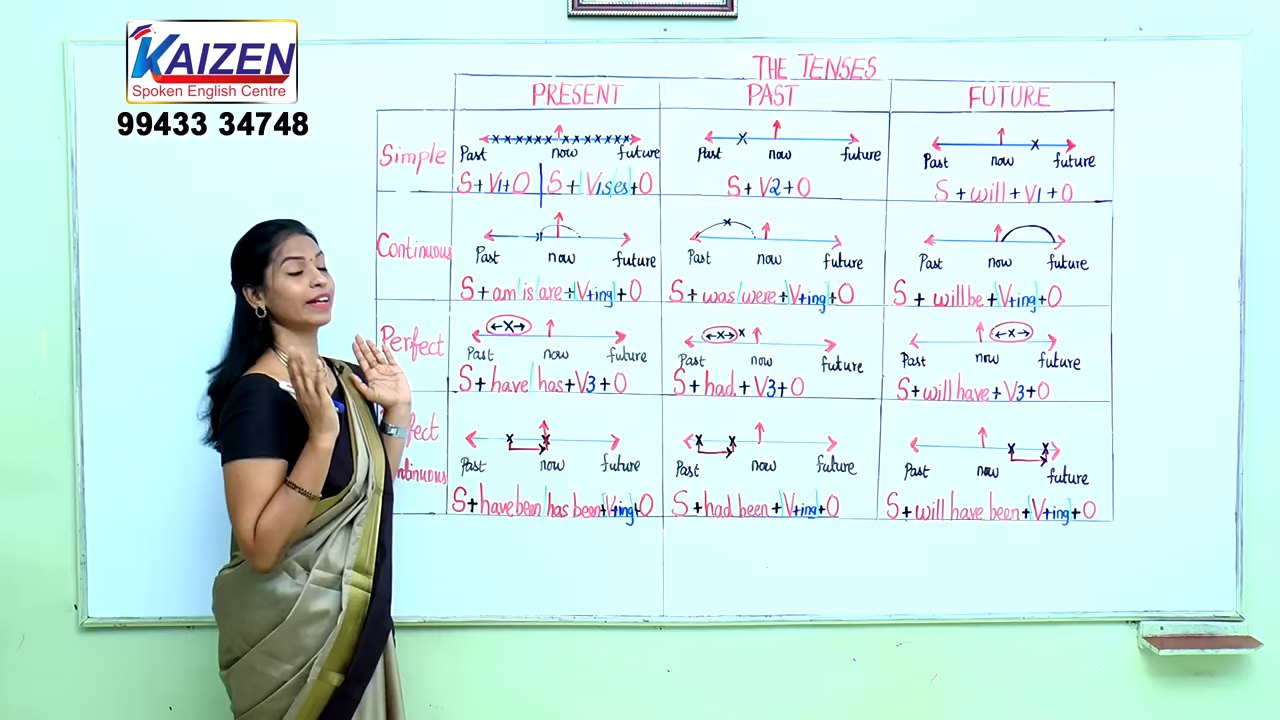 KAIZEN
Spoken English Centre
99433 34748
THE TENSES
PRESENT PAST FUTURE
Simple
Past now future
S + V1 + O | S + V1s,es + O
Past now future
S + V2 + O
Past now future
S + will + V1 + O
Continuous
Past now future
S + am/is/are + V+ing + O
Past now future
S + was/were + V+ing + O
Past now future
S + will be + V+ing + O
Perfect
Past now future
S + have/has + V3 + O
Past now future
S + had + V3 + O
Past now future
S + will have + V3 + O
Past now future
S + have been/has been + V+ing + O
Past now future
S + had been + V+ing + O
Past now future
S + will have been + V+ing + O